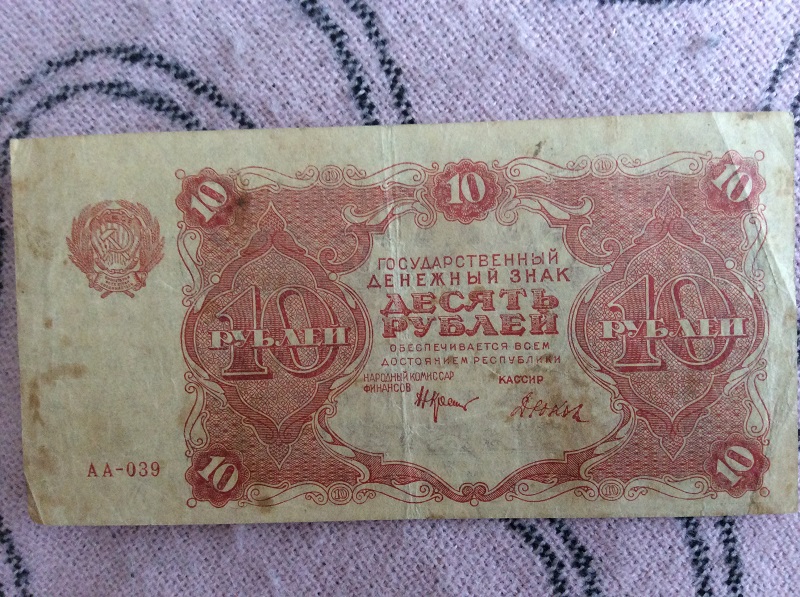 10 10 10
ГОСУДАРСТВЕННЫЙ
ДЕНЕЖНЫЙ ЗНАК
ДЕСЯТЬ
РУБЛЕЙ
10 РУБЛЕЙ
10 РУБЛЕЙ
ОБЕСПЕЧИВАЕТСЯ ВСЕМ
ДОСТОЯНИЕМ РЕСПУБЛИКИ
НАРОДНЫЙ КОМИССАР
ФИНАНСОВ
КАССИР
АА-039
10 10